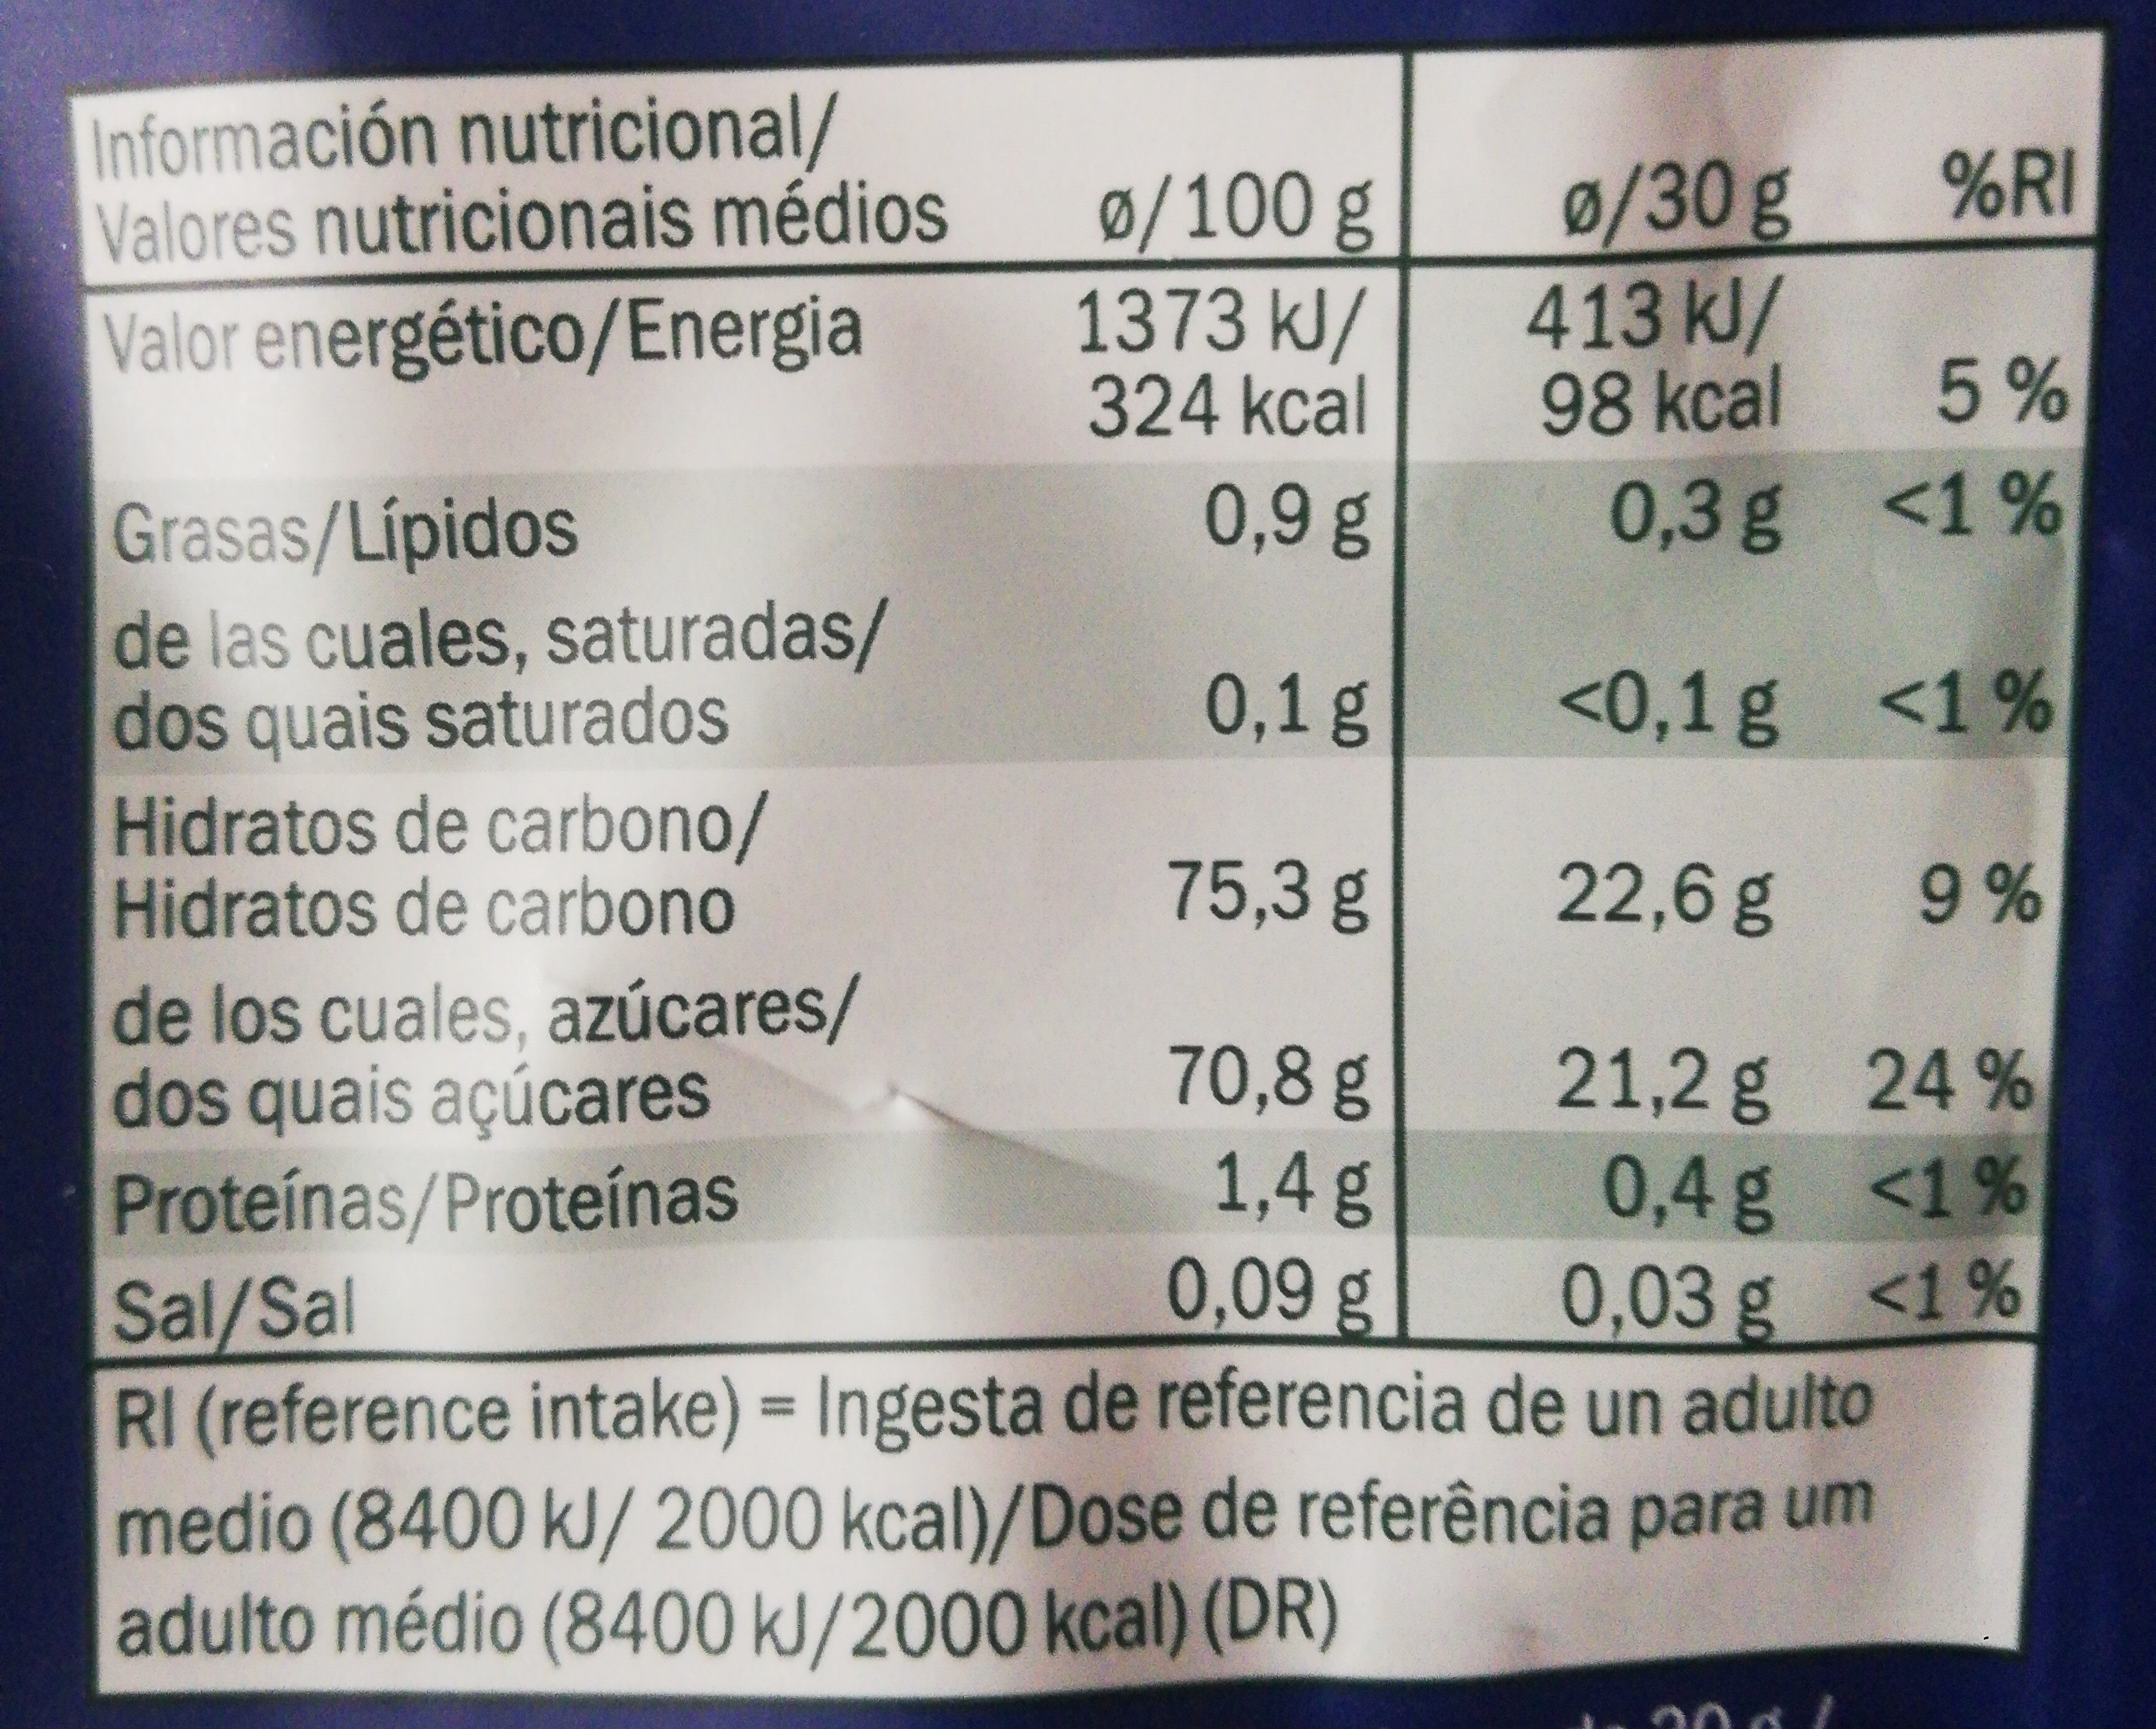 Información nutricional/
Valores nutricionais médios ø/100 g ø/30 g %RI
Valor energético/Energia 1373 kJ/ 413 kJ/
324 kcal 98 kcal 5 %
Grasas/Lípidos 0,9 g 0,3 g <1 %
de las cuales, saturadas/
dos quais saturados 0,1 g <0,1 g <1 %
Hidratos de carbono/
Hidratos de carbono 75,3 g 22,6 g 9 %
de los cuales, azúcares/
dos quais açúcares 70,8 g 21,2 g 24 %
Proteínas/Proteínas 1,4 g 0,4 g <1 %
Sal/Sal 0,09 g 0,03 g <1 %
RI (reference intake) = Ingesta de referencia de un adulto
medio (8400 kJ/ 2000 kcal)/Dose de referência para um
adulto médio (8400 kJ/2000 kcal) (DR)